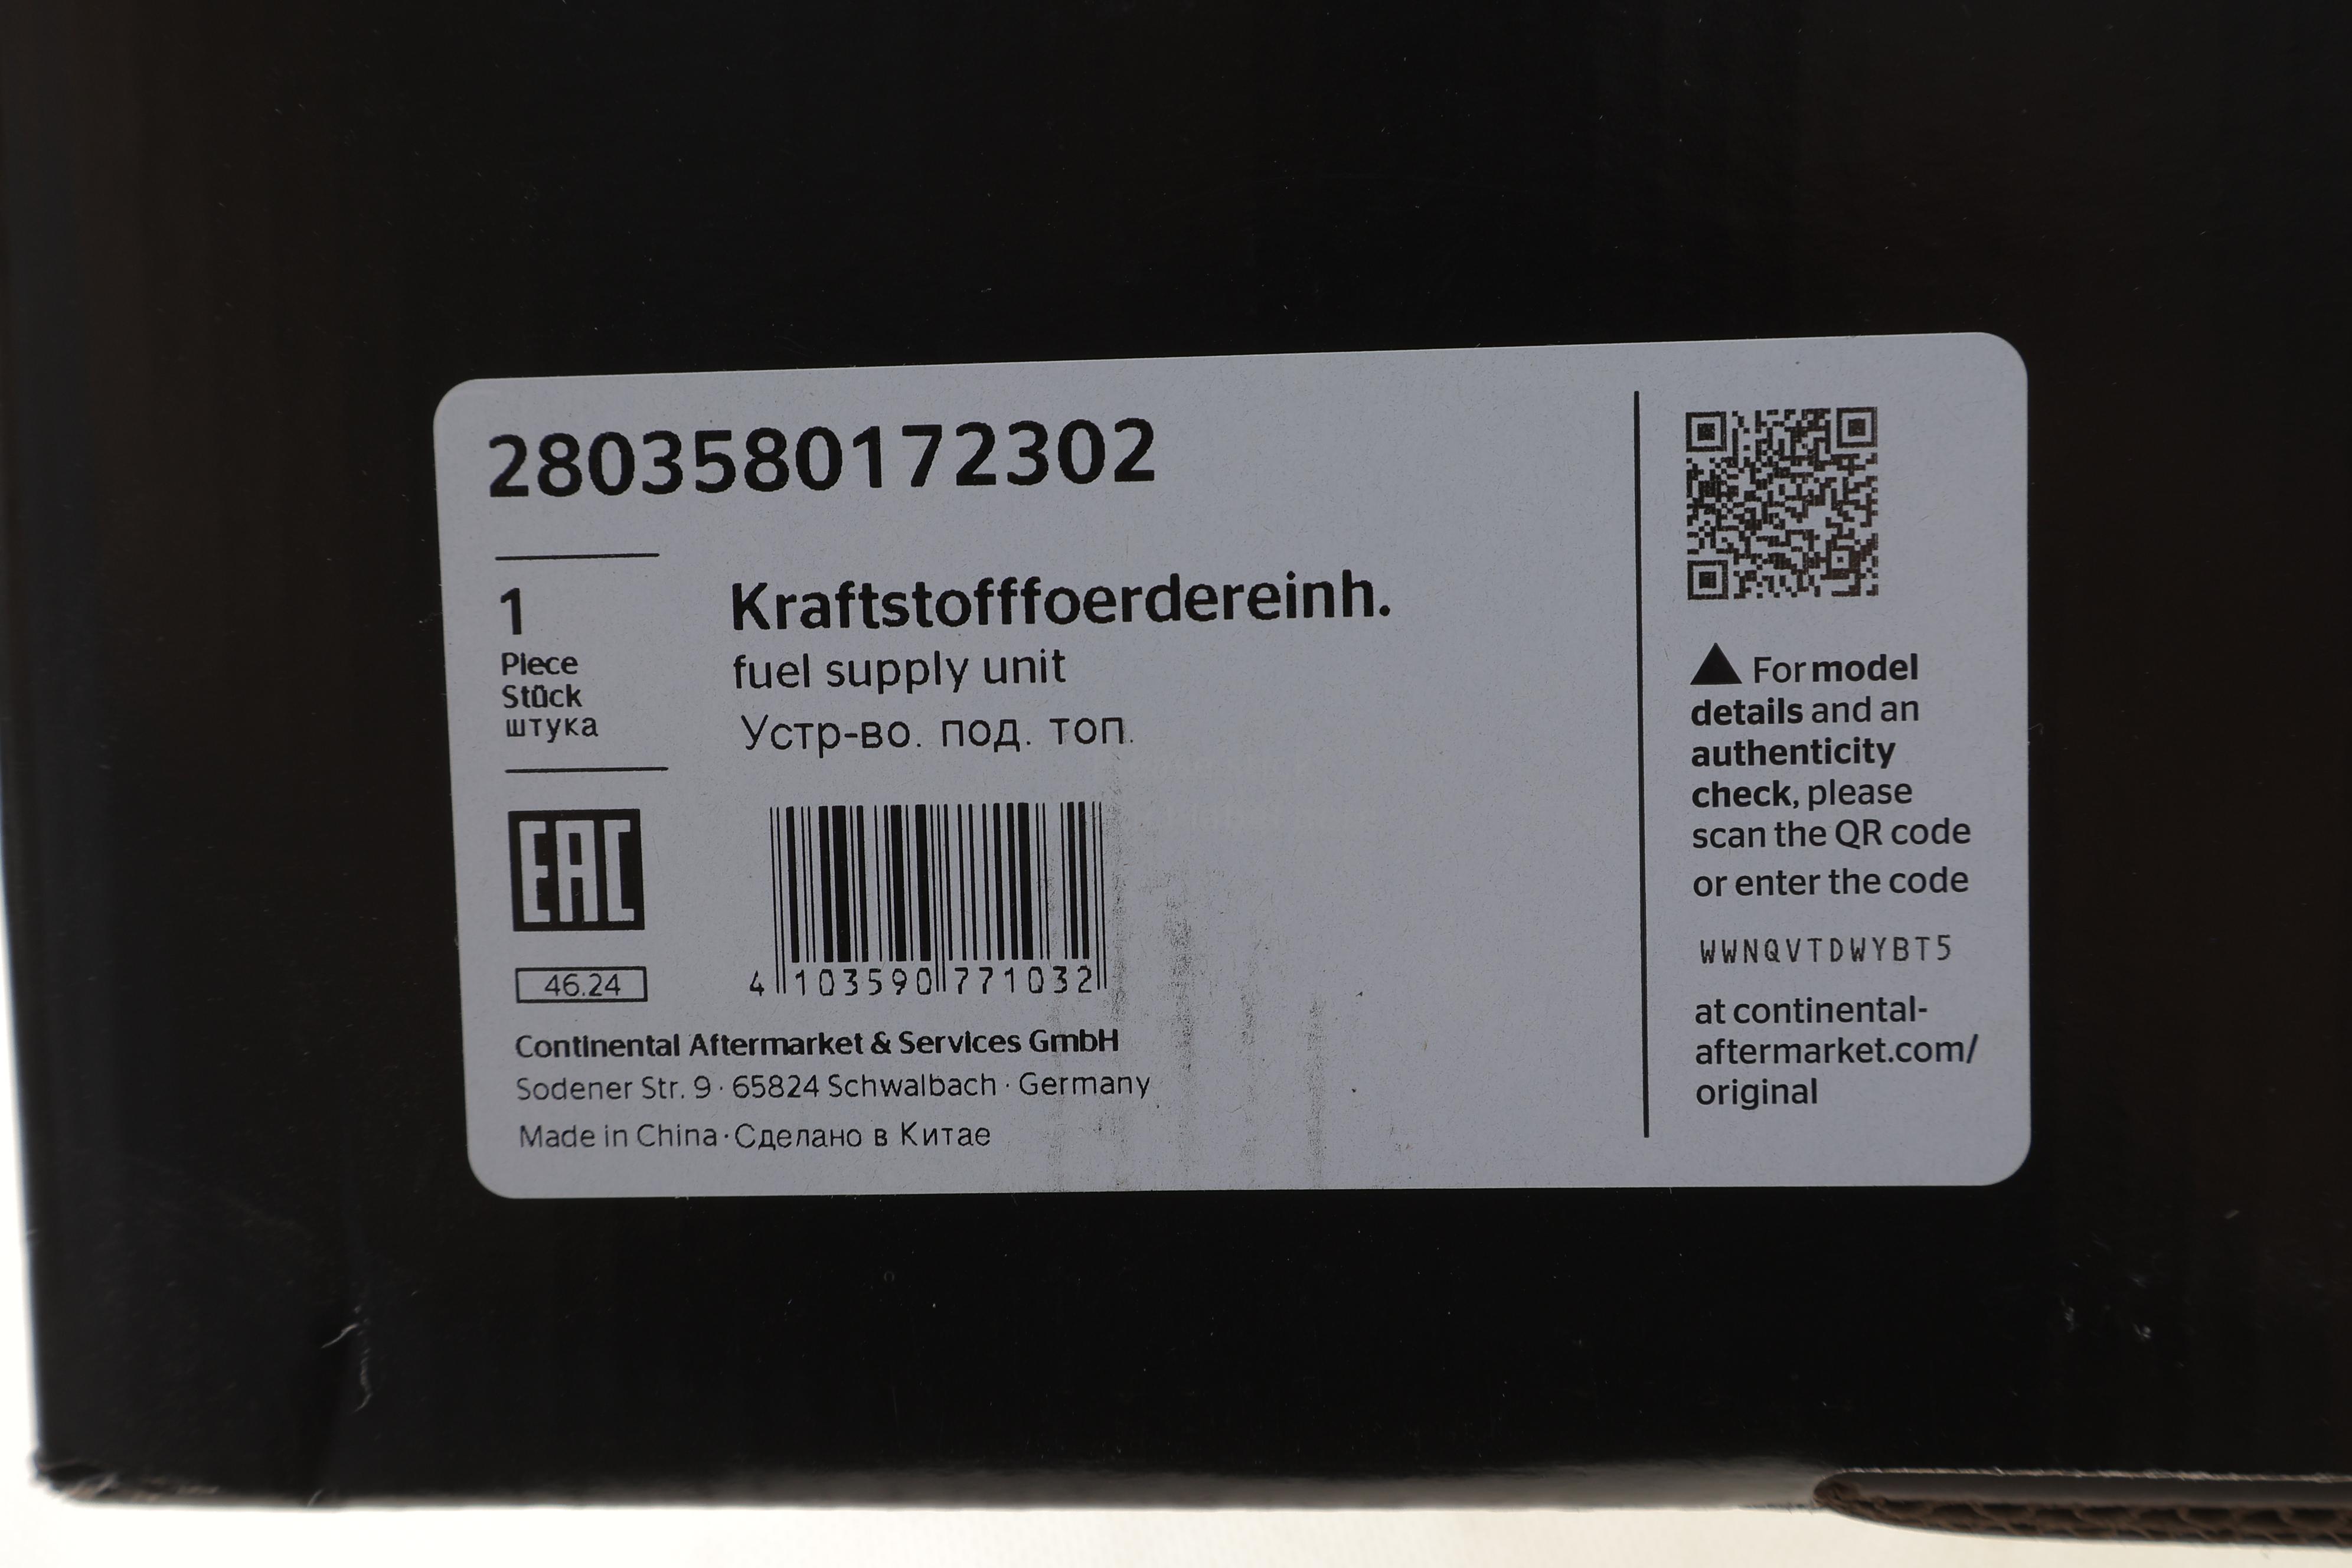 2803580172302
1
Piece
Stück
штука
Kraftstofffoerdereinh.
fuel supply unit
Устр-во. под. топ.
EAC
46.24
4 103590 771032
Continental Aftermarket & Services GmbH
Sodener Str. 9 · 65824 Schwalbach · Germany
Made in China · Сделано в Китае
For model
details and an
authenticity
check, please
scan the QR code
or enter the code
WWNQVTDWYBT5
at continental-
aftermarket.com/
original